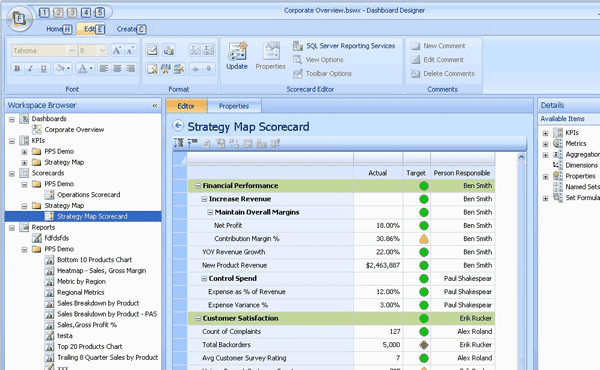 Corporate Overview.bswx - Dashboard Designer
1 2 4 5
F
Home H Edit E Create C
Tahoma 8 A A
B I U A
Font
Format
Update
Properties
SQL Server Reporting Services
View Options
Toolbar Options
Scorecard Editor
New Comment
Edit Comment
Delete Comments
Comments
Workspace Browser
Dashboards
Corporate Overview
KPIs
PPS Demo
Strategy Map
Scorecards
PPS Demo
Operations Scorecard
Strategy Map
Strategy Map Scorecard
Reports
fdfdsfds
PPS Demo
Bottom 10 Products Chart
Heatmap - Sales, Gross Margin
Metric by Region
Regional Metrics
Sales Breakdown by Product
Sales Breakdown by Product - PAS
Sales,Gross Profit %
testa
Top 20 Products Chart
Trailing 8 Quarter Sales by Product
xxx
Editor Properties
Strategy Map Scorecard
Actual Target Person Responsible
Financial Performance Ben Smith
Increase Revenue Ben Smith
Maintain Overall Margins Ben Smith
Net Profit 18.00% Ben Smith
Contribution Margin % 30.86% Ben Smith
YOY Revenue Growth 22.00% Ben Smith
New Product Revenue $2,463,887 Ben Smith
Control Spend Paul Shakespear
Expense as % of Revenue 12.00% Paul Shakespear
Expense Variance % 3.00% Paul Shakespear
Customer Satisfaction Erik Rucker
Count of Complaints 127 Alex Roland
Total Backorders 5,000 Erik Rucker
Avg Customer Survey Rating 7 Alex Roland
Details
Available Items
KPIs
Metrics
Aggregation
Dimensions
Properties
Named Sets
Set Formula